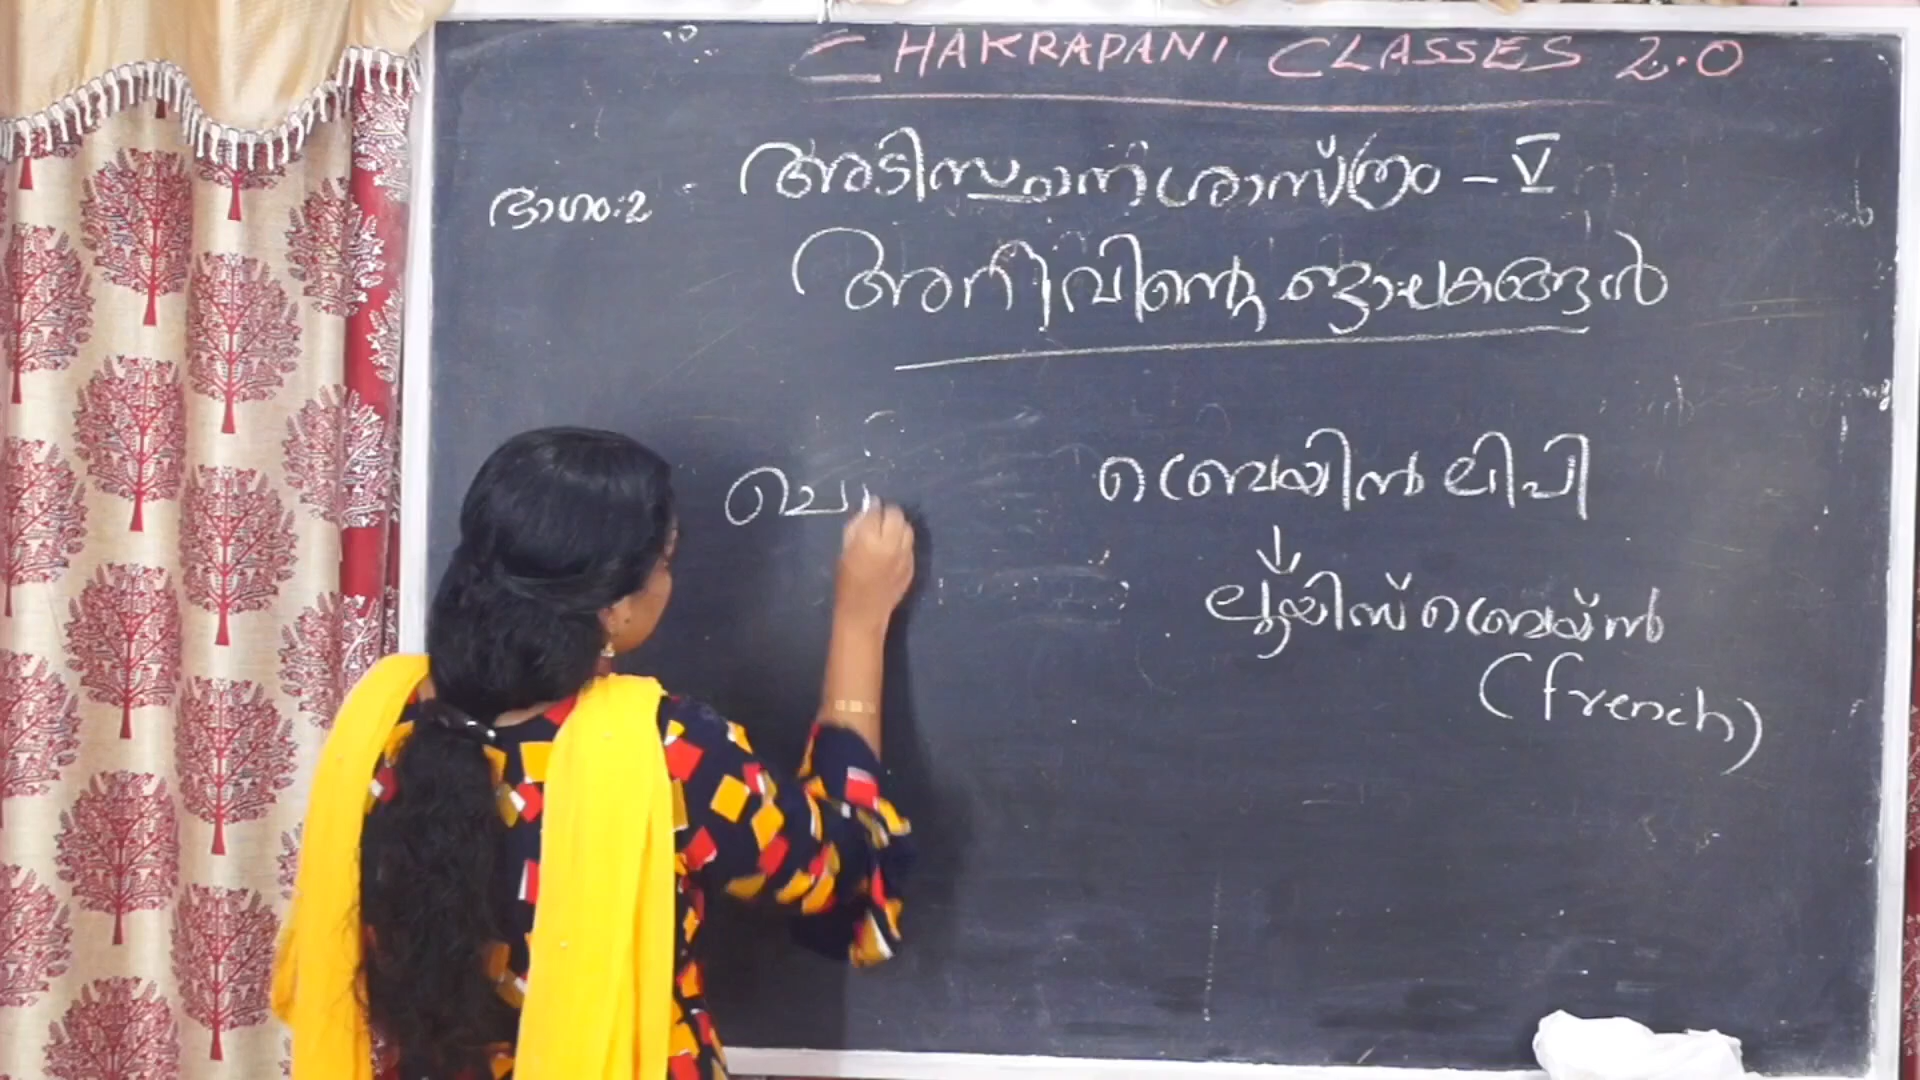 CHAKRAPANI CLASSES 2.0
ഭാഗം:2
അടിസ്ഥാനശാസ്ത്രം - V
അറിവിന്റെ ജാലകങ്ങൾ
ബ്രെയിൽ ലിപി
ലൂയിസ് ബ്രെയ്ൽ
(french)